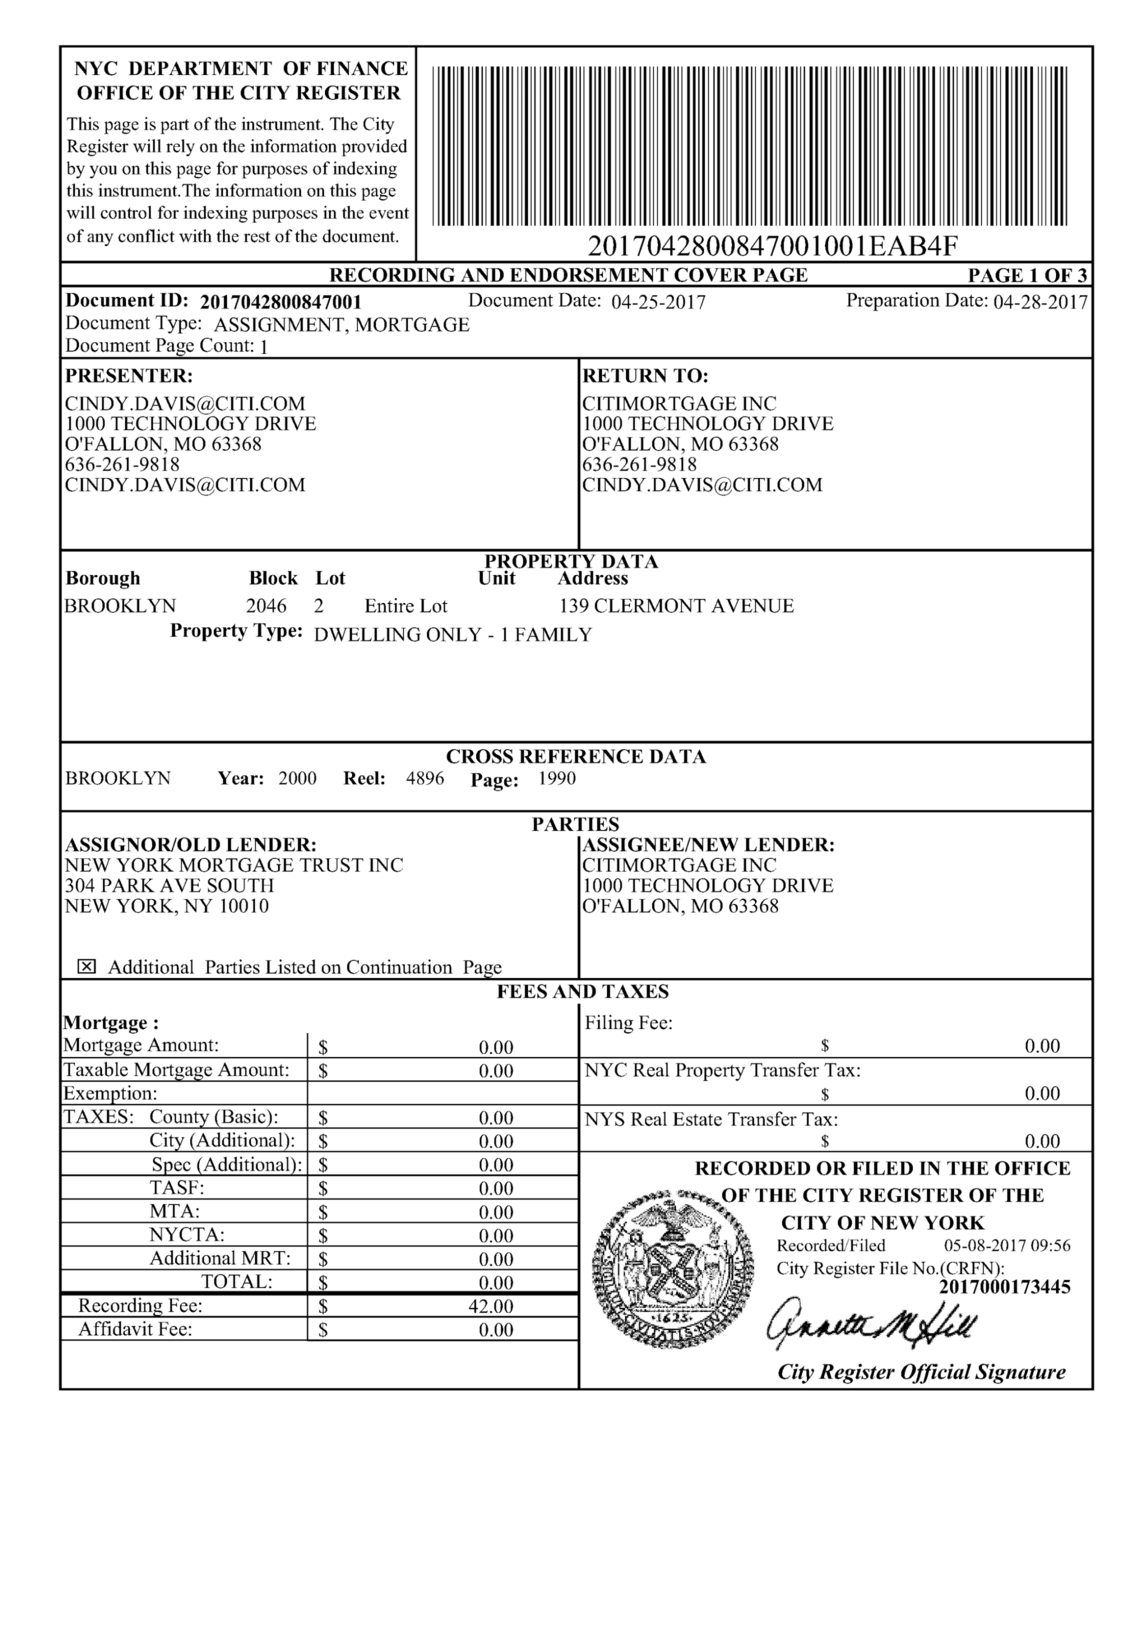 NYC DEPARTMENT OF FINANCE
OFFICE OF THE CITY REGISTER
This page is part of the instrument. The City
Register will rely on the information provided
by you on this page for purposes of indexing
this instrument.The information on this page
will control for indexing purposes in the event
of any conflict with the rest of the document.
2017042800847001001EAB4F
RECORDING AND ENDORSEMENT COVER PAGE PAGE 1 OF 3
Document ID: 2017042800847001 Document Date: 04-25-2017 Preparation Date: 04-28-2017
Document Type: ASSIGNMENT, MORTGAGE
Document Page Count: 1
PRESENTER:
CINDY.DAVIS@CITI.COM
1000 TECHNOLOGY DRIVE
O'FALLON, MO 63368
636-261-9818
CINDY.DAVIS@CITI.COM
RETURN TO:
CITIMORTGAGE INC
1000 TECHNOLOGY DRIVE
O'FALLON, MO 63368
636-261-9818
CINDY.DAVIS@CITI.COM
PROPERTY DATA
Borough Block Lot Unit Address
BROOKLYN 2046 2 Entire Lot 139 CLERMONT AVENUE
Property Type: DWELLING ONLY - 1 FAMILY
CROSS REFERENCE DATA
BROOKLYN Year: 2000 Reel: 4896 Page: 1990
PARTIES
ASSIGNOR/OLD LENDER:
NEW YORK MORTGAGE TRUST INC
304 PARK AVE SOUTH
NEW YORK, NY 10010
☒ Additional Parties Listed on Continuation Page
ASSIGNEE/NEW LENDER:
CITIMORTGAGE INC
1000 TECHNOLOGY DRIVE
O'FALLON, MO 63368
FEES AND TAXES
Mortgage :
Mortgage Amount: $ 0.00
Taxable Mortgage Amount: $ 0.00
Exemption:
TAXES: County (Basic): $ 0.00
City (Additional): $ 0.00
Spec (Additional): $ 0.00
TASF: $ 0.00
MTA: $ 0.00
NYCTA: $ 0.00
Additional MRT: $ 0.00
TOTAL: $ 0.00
Recording Fee: $ 42.00
Affidavit Fee: $ 0.00
Filing Fee:
$ 0.00
NYC Real Property Transfer Tax:
$ 0.00
NYS Real Estate Transfer Tax:
$ 0.00
RECORDED OR FILED IN THE OFFICE
OF THE CITY REGISTER OF THE
CITY OF NEW YORK
Recorded/Filed 05-08-2017 09:56
City Register File No.(CRFN):
2017000173445
SIGILLUM CIVITATIS NOVI EBORACI
1625
Annette M Hill
City Register Official Signature